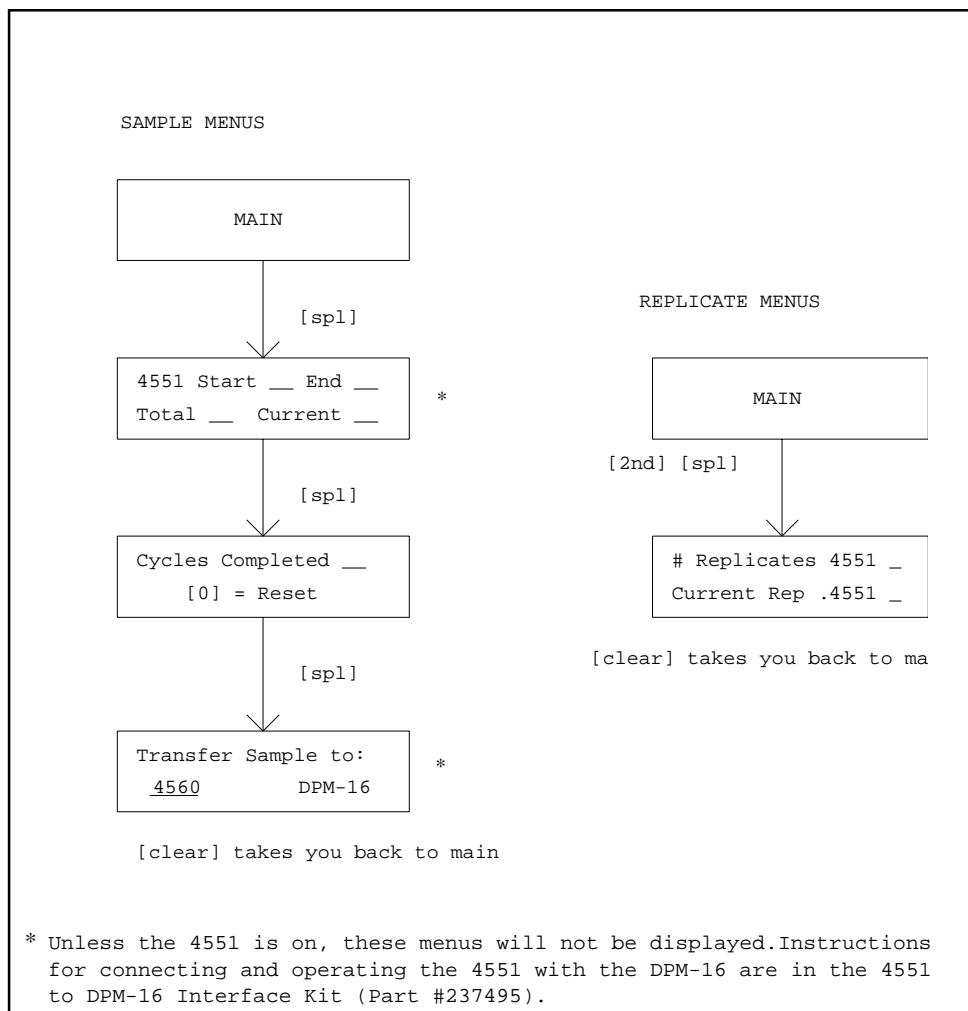 SAMPLE MENUS
MAIN
[spl]
4551 Start __ End __
Total __ Current __
*
[spl]
Cycles Completed __
[0] = Reset
[spl]
Transfer Sample to:
4560 DPM-16
*
[clear] takes you back to main
REPLICATE MENUS
MAIN
[2nd] [spl]
# Replicates 4551 _
Current Rep .4551 _
[clear] takes you back to ma
* Unless the 4551 is on, these menus will not be displayed.Instructions
for connecting and operating the 4551 with the DPM-16 are in the 4551
to DPM-16 Interface Kit (Part #237495).